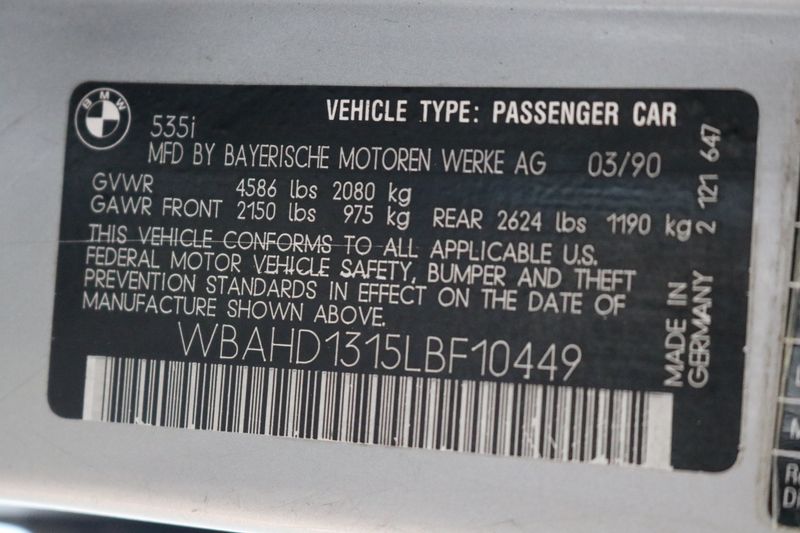 BMW
535i VEHICLE TYPE: PASSENGER CAR
MFD BY BAYERISCHE MOTOREN WERKE AG 03/90
GVWR 4586 lbs 2080 kg
GAWR FRONT 2150 lbs 975 kg REAR 2624 lbs 1190 kg
THIS VEHICLE CONFORMS TO ALL APPLICABLE U.S.
FEDERAL MOTOR VEHICLE SAFETY, BUMPER AND THEFT
PREVENTION STANDARDS IN EFFECT ON THE DATE OF
MANUFACTURE SHOWN ABOVE.
WBAHD1315LBF10449
MADE IN
GERMANY 2 121 647